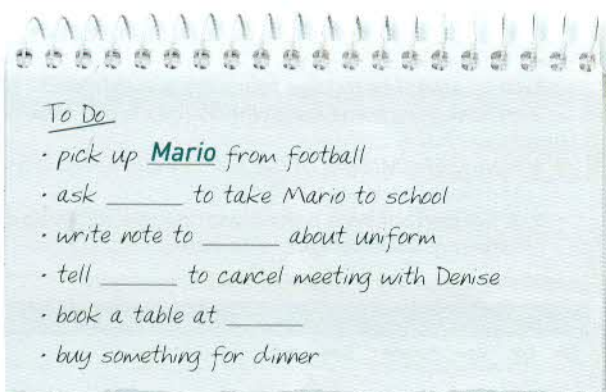 To Do
· pick up Mario from football
· ask ______ to take Mario to school
· write note to ______ about uniform
· tell ______ to cancel meeting with Denise
· book a table at ______
· buy something for dinner